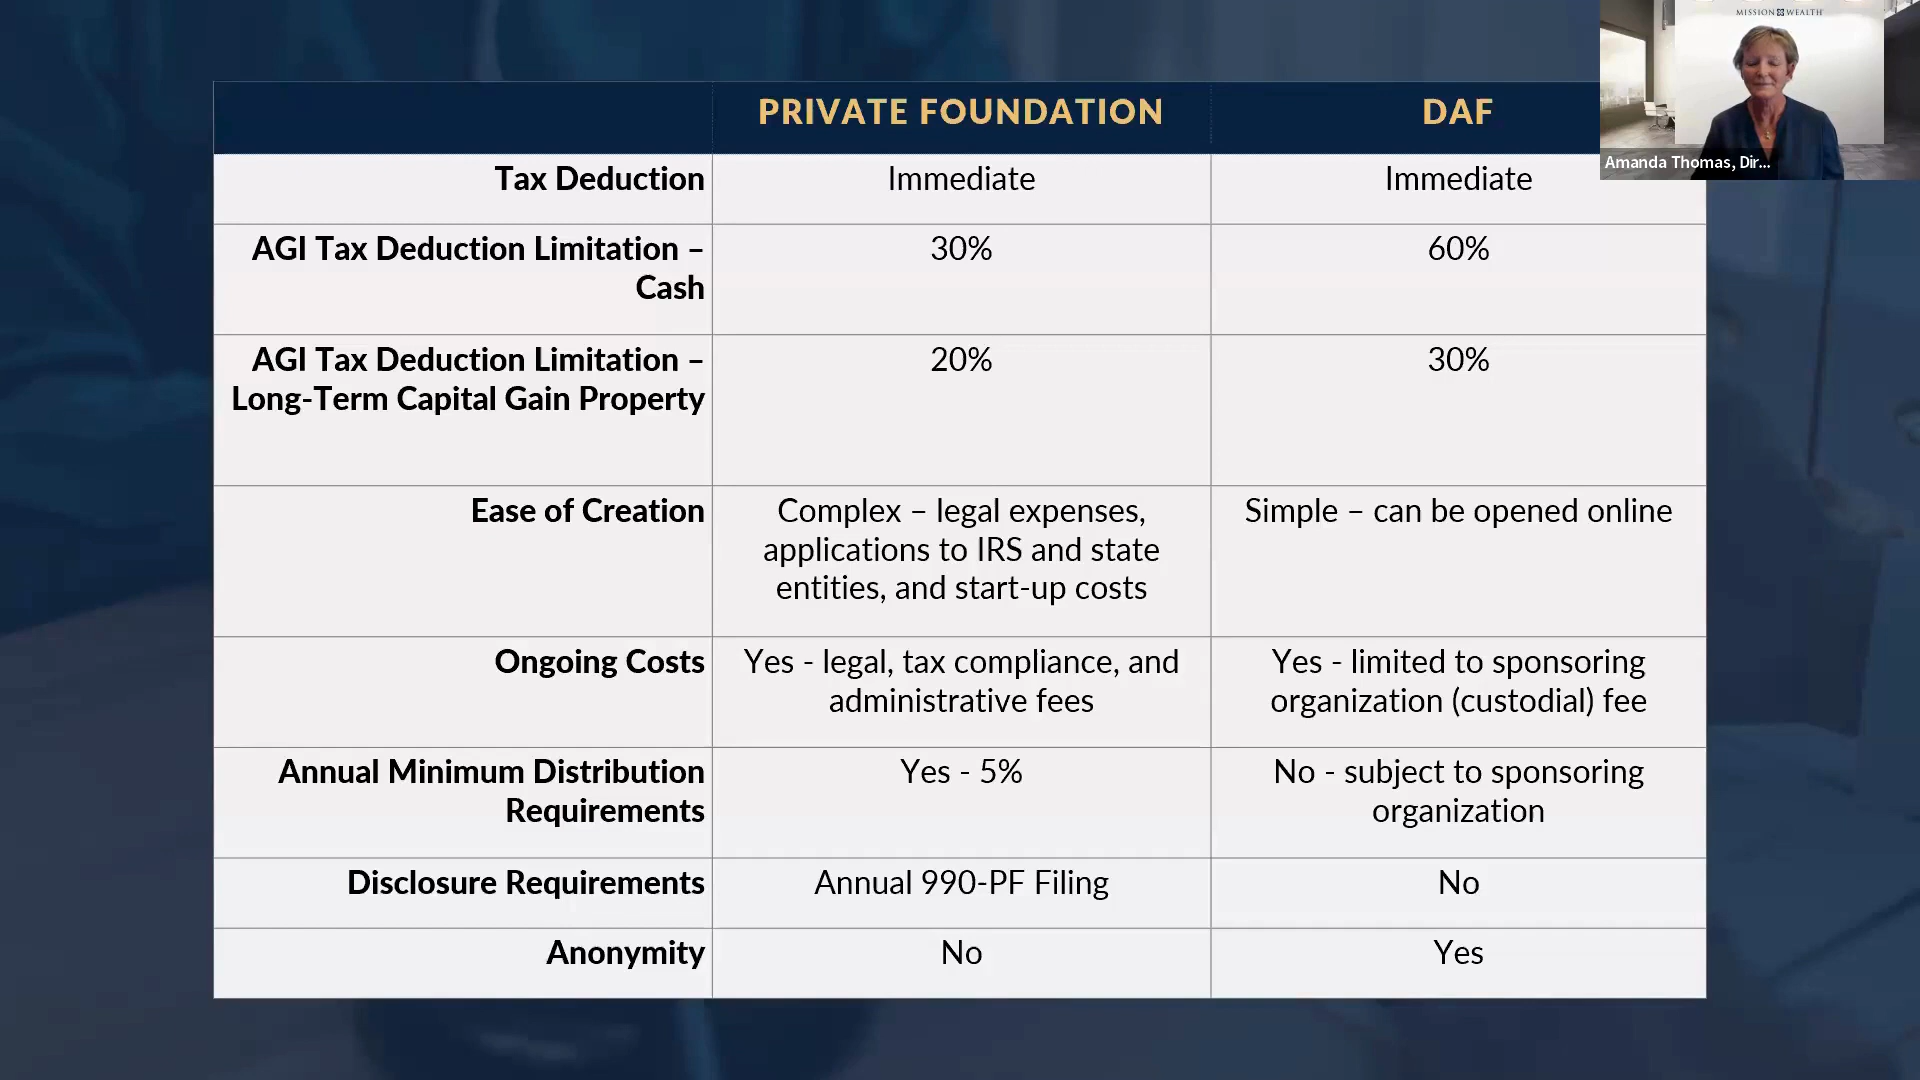 MISSION WEALTH
PRIVATE FOUNDATION
DAF
Amanda Thomas, Dir...
Tax Deduction
Immediate
Immediate
AGI Tax Deduction Limitation –
Cash
30%
60%
AGI Tax Deduction Limitation –
Long-Term Capital Gain Property
20%
30%
Ease of Creation
Complex – legal expenses,
applications to IRS and state
entities, and start-up costs
Simple – can be opened online
Ongoing Costs
Yes - legal, tax compliance, and
administrative fees
Yes - limited to sponsoring
organization (custodial) fee
Annual Minimum Distribution
Requirements
Yes - 5%
No - subject to sponsoring
organization
Disclosure Requirements
Annual 990-PF Filing
No
Anonymity
No
Yes